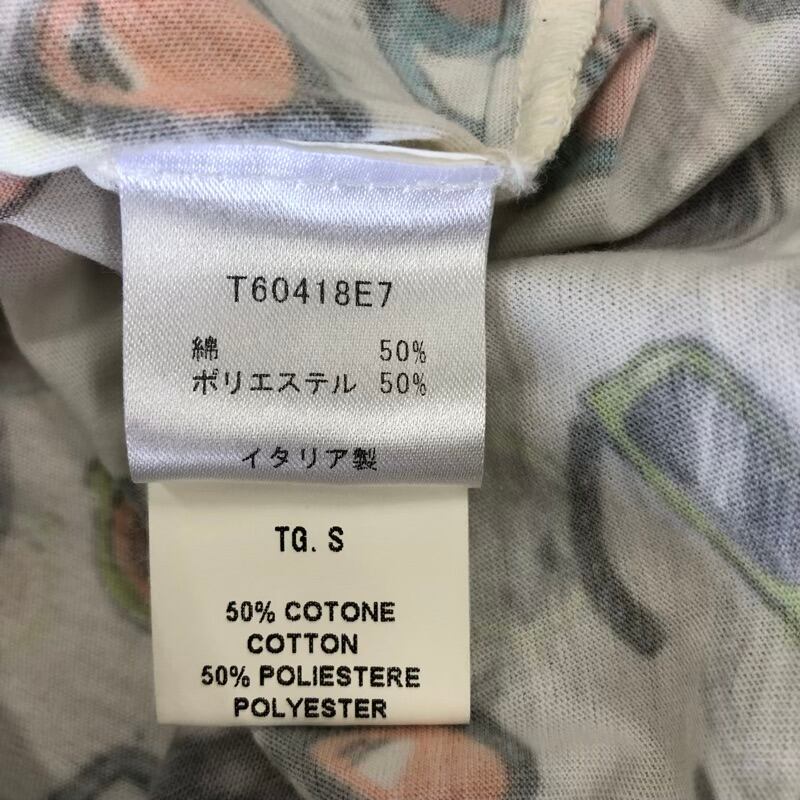 T60418E7
綿 50%
ポリエステル 50%
イタリア製
TG. S
50% COTONE
COTTON
50% POLIESTERE
POLYESTER